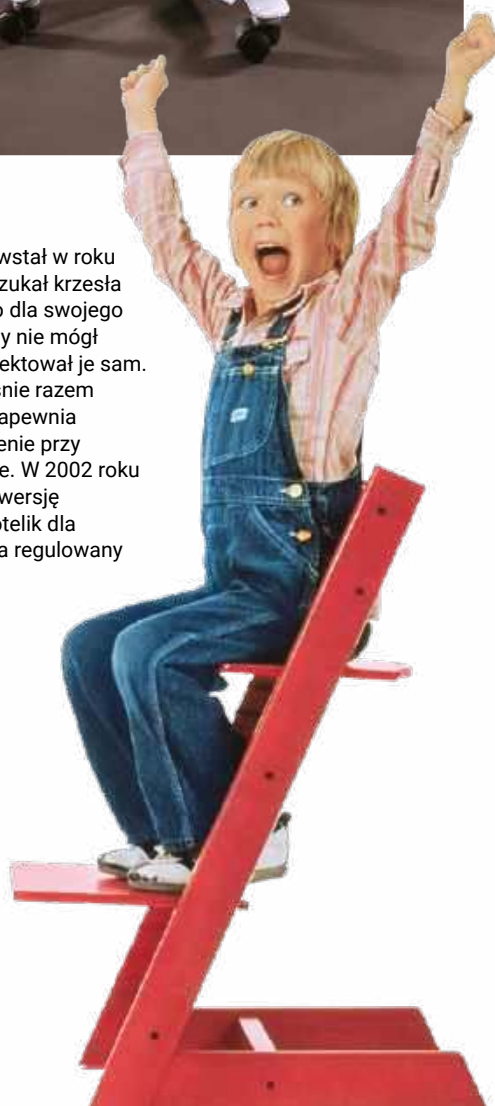 wstał w roku
zukał krzesła
o dla swojego
y nie mógł
ektował je sam.
śnie razem
apewnia
enie przy
e. W 2002 roku
wersję
otelik dla
a regulowany